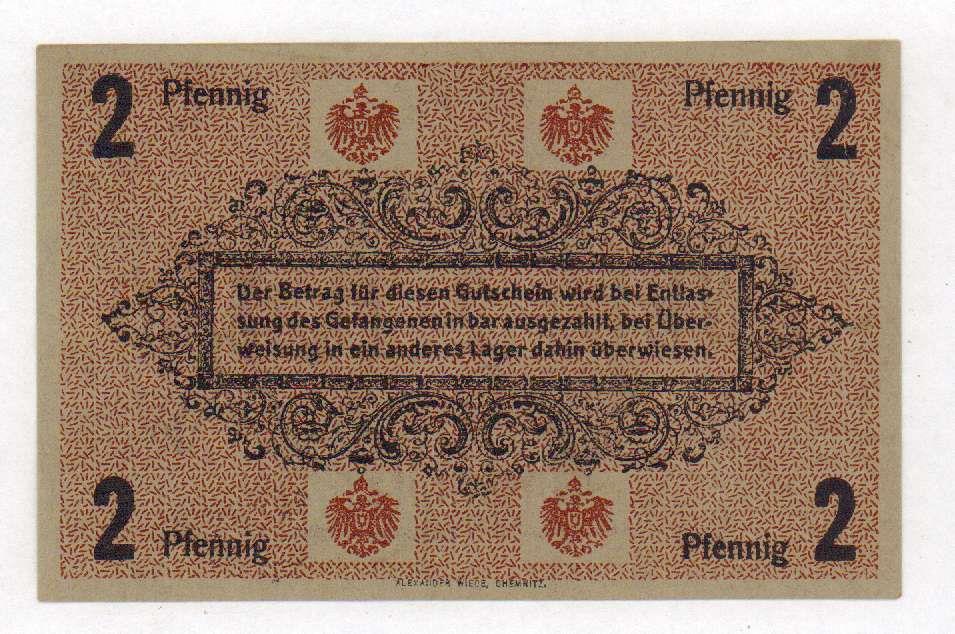 2 Pfennig Pfennig 2
Der Betrag für diesen Gutschein wird bei Entlas-
sung des Gefangenen in bar ausgezahlt, bei Über-
weisung in ein anderes Lager dahin überwiesen.
2 Pfennig Pfennig 2
ALEXANDER WIEDE, CHEMNITZ.